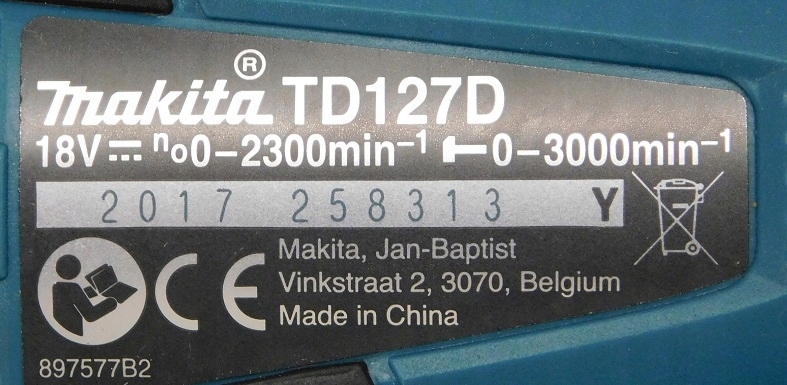 makita® TD127D
18V⎓ n₀0–2300min⁻¹ 0–3000min⁻¹
2017 258313 Y
CE
Makita, Jan-Baptist
Vinkstraat 2, 3070, Belgium
Made in China
897577B2